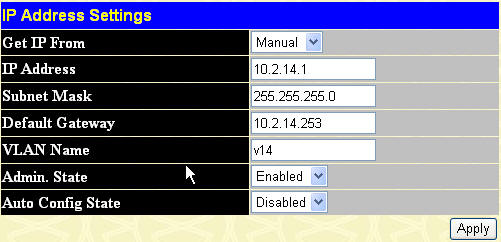 IP Address Settings
Get IP From Manual
IP Address 10.2.14.1
Subnet Mask 255.255.255.0
Default Gateway 10.2.14.253
VLAN Name v14
Admin. State Enabled
Auto Config State Disabled
Apply